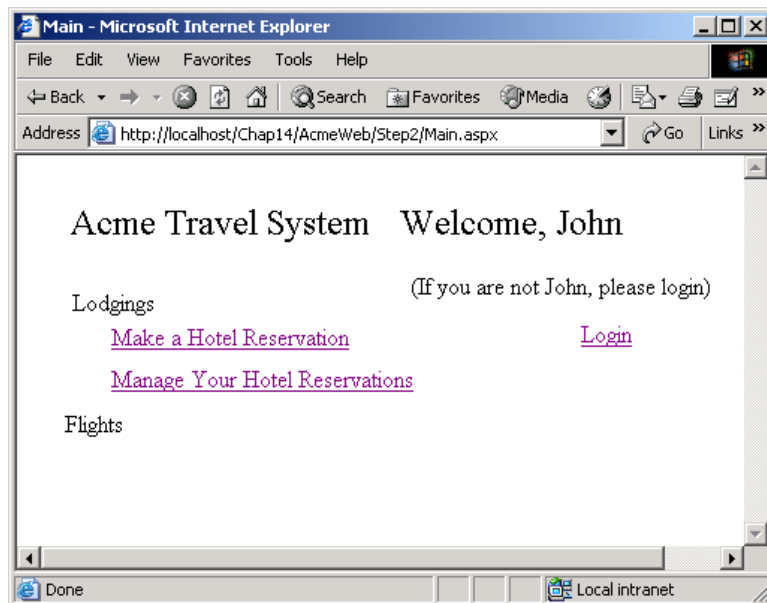 Main - Microsoft Internet Explorer
File Edit View Favorites Tools Help
Back Search Favorites Media »
Address http://localhost/Chap14/AcmeWeb/Step2/Main.aspx Go Links »
Acme Travel System Welcome, John
(If you are not John, please login)
Lodgings
Make a Hotel Reservation Login
Manage Your Hotel Reservations
Flights
Done Local intranet